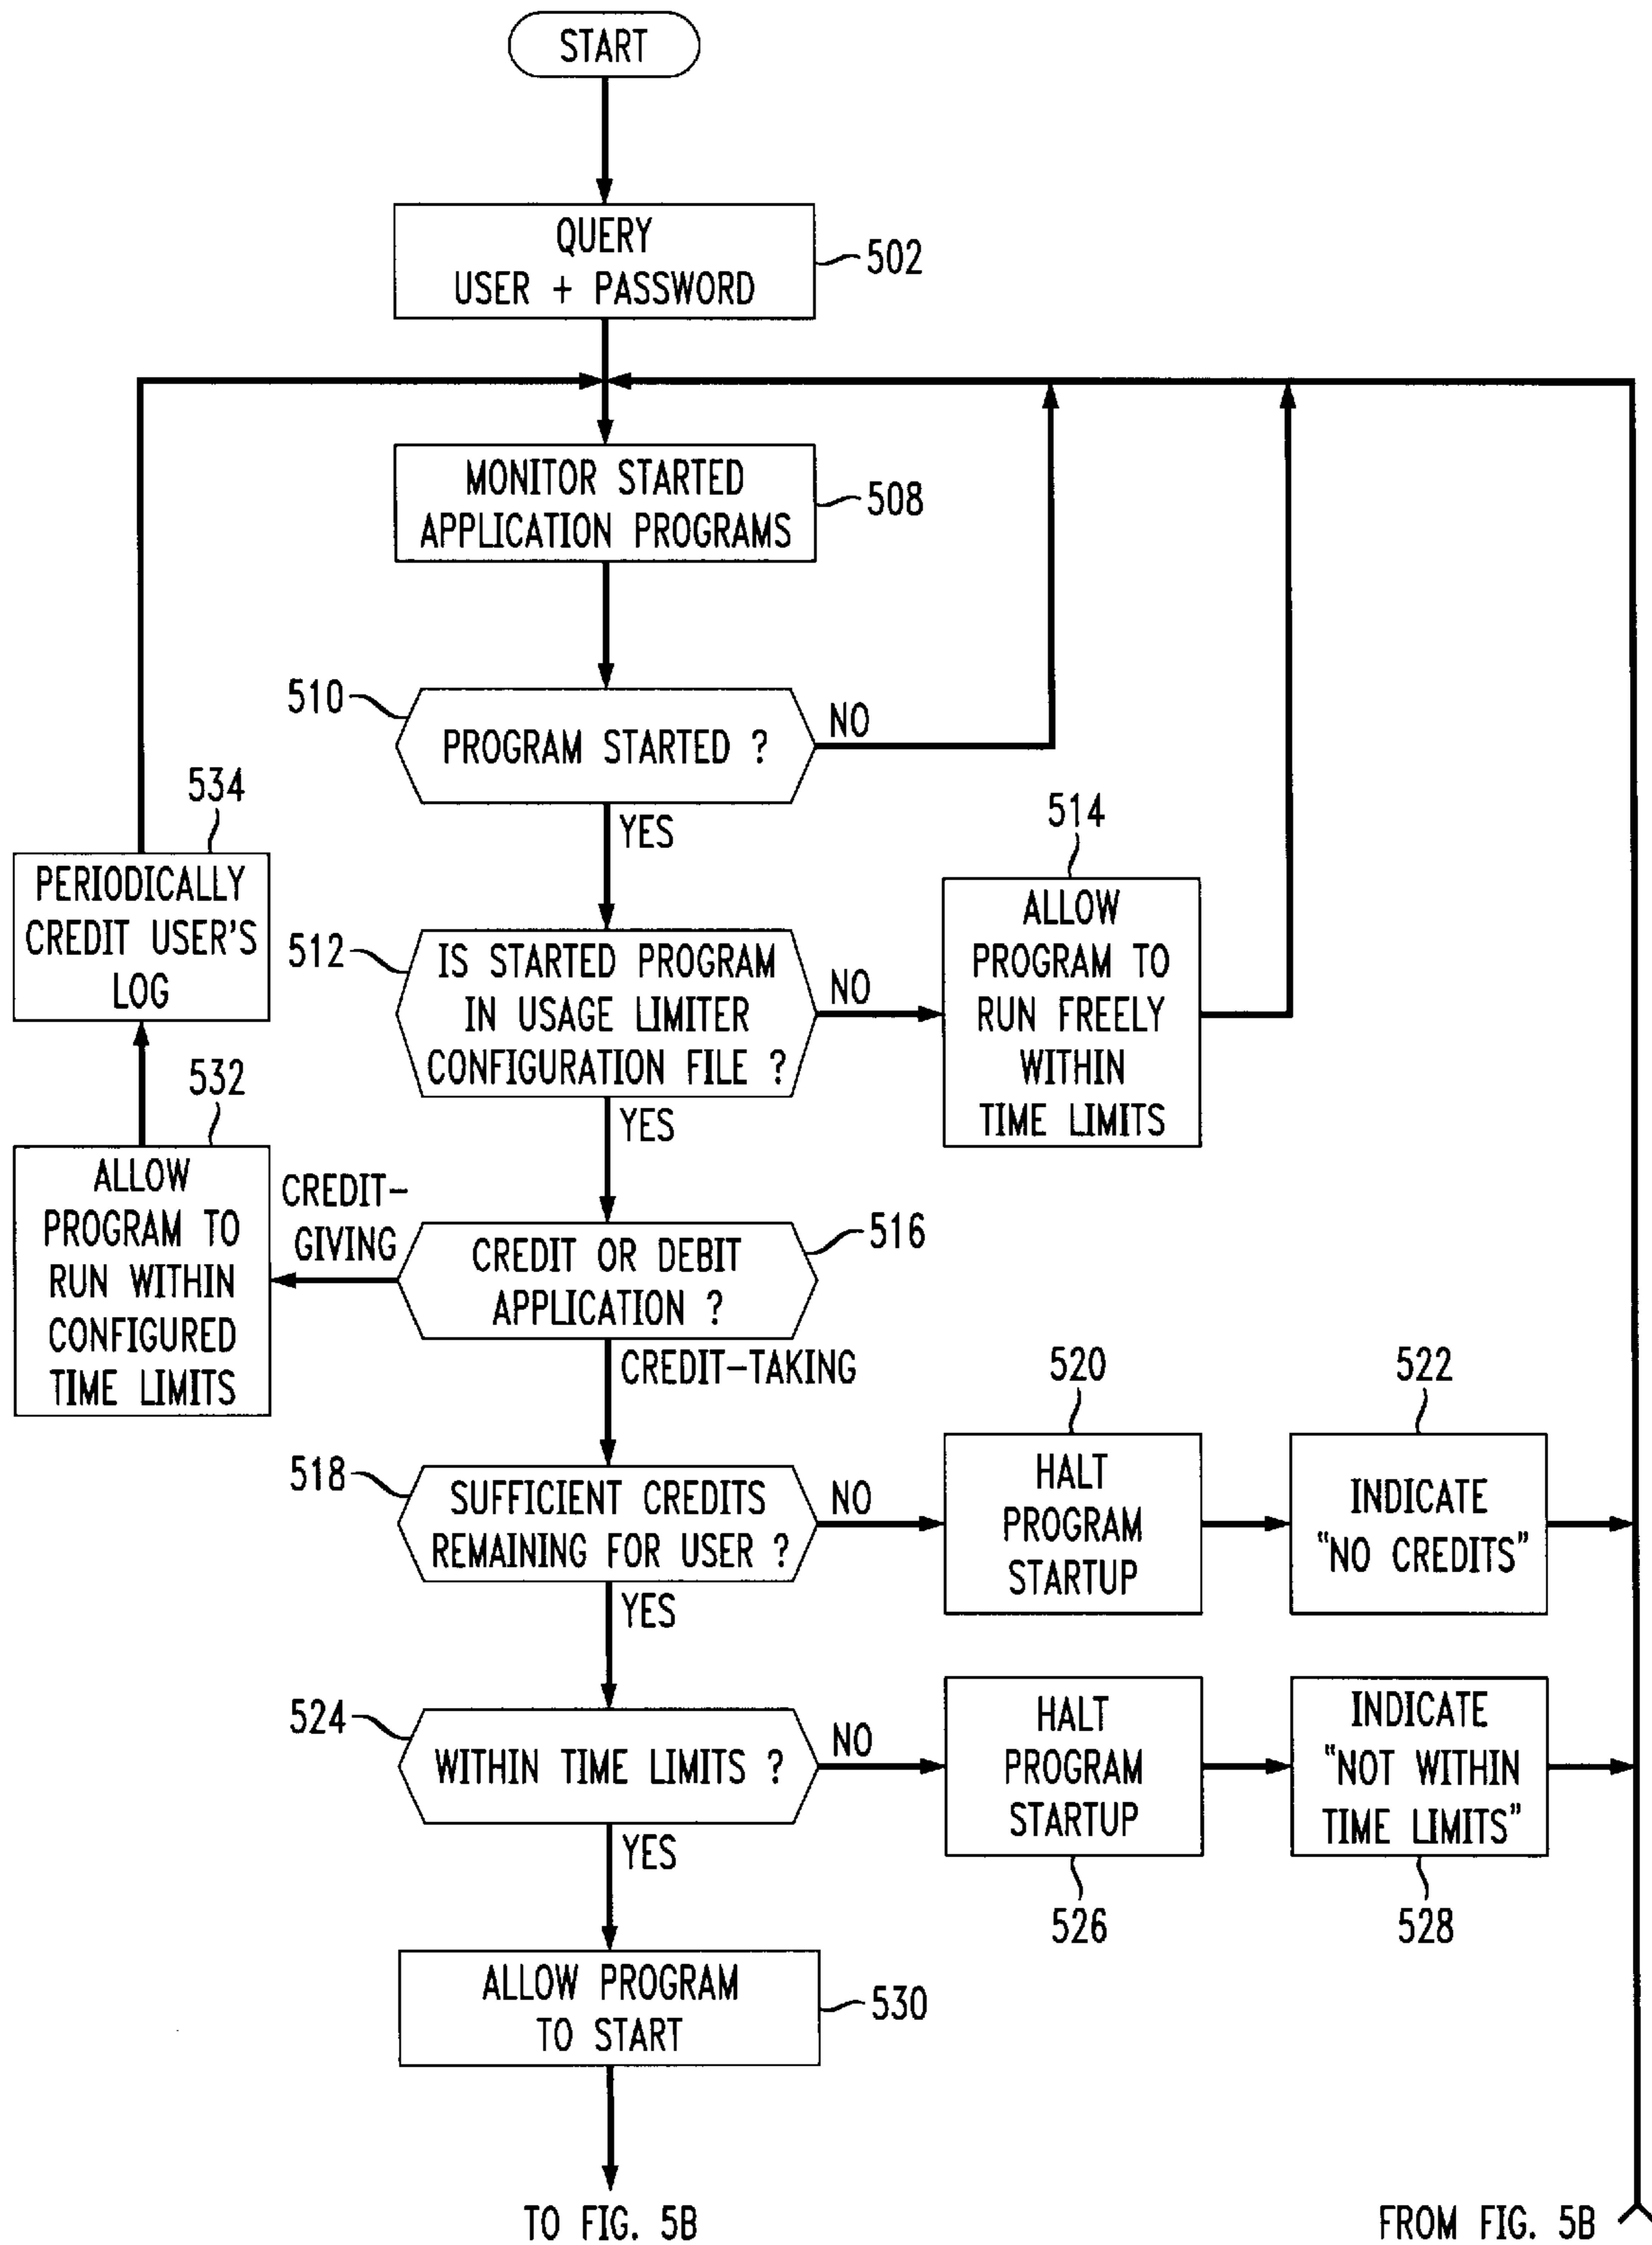 START
QUERY
USER + PASSWORD
502
MONITOR STARTED
APPLICATION PROGRAMS
508
510
PROGRAM STARTED ?
NO
YES
534
PERIODICALLY
CREDIT USER'S
LOG
512
IS STARTED PROGRAM
IN USAGE LIMITER
CONFIGURATION FILE ?
NO
YES
514
ALLOW
PROGRAM TO
RUN FREELY
WITHIN
TIME LIMITS
532
ALLOW
PROGRAM TO
RUN WITHIN
CONFIGURED
TIME LIMITS
CREDIT-
GIVING
CREDIT OR DEBIT
APPLICATION ?
516
CREDIT-TAKING
518
SUFFICIENT CREDITS
REMAINING FOR USER ?
NO
YES
520
HALT
PROGRAM
STARTUP
522
INDICATE
“NO CREDITS”
524
WITHIN TIME LIMITS ?
NO
YES
HALT
PROGRAM
STARTUP
526
INDICATE
“NOT WITHIN
TIME LIMITS”
528
ALLOW PROGRAM
TO START
530
TO FIG. 5B
FROM FIG. 5B